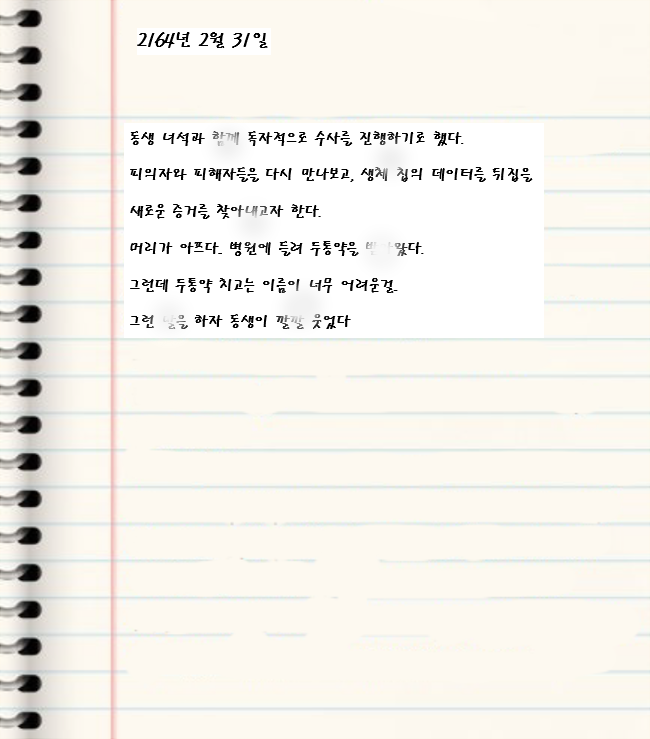 2164년 2월 31일
동생 녀석과 함께 독자적으로 수사를 진행하기로 했다.
피의자와 피해자들을 다시 만나보고, 생체 칩의 데이터를 뒤집을
새로운 증거를 찾아내고자 한다.
머리가 아프다. 병원에 들려 두통약을 받아왔다.
그런데 두통약 치고는 이름이 너무 어려운걸.
그런 말을 하자 동생이 깔깔 웃었다